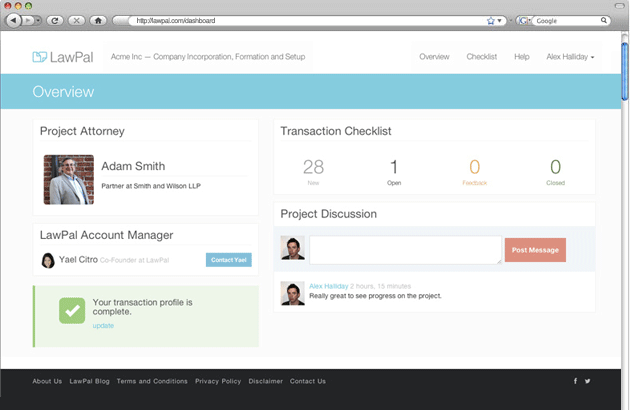 http://lawpal.com/dashboard
Google
LawPal
Acme Inc — Company Incorporation, Formation and Setup
Overview Checklist Help Alex Halliday
Overview
Project Attorney
Adam Smith
Partner at Smith and Wilson LLP
LawPal Account Manager
Yael Citro Co-Founder at LawPal
Contact Yael
Your transaction profile is
complete.
update
Transaction Checklist
28 1 0 0
New Open Feedback Closed
Project Discussion
Post Message
Alex Halliday 2 hours, 15 minutes
Really great to see progress on the project.
About Us LawPal Blog Terms and Conditions Privacy Policy Disclaimer Contact Us